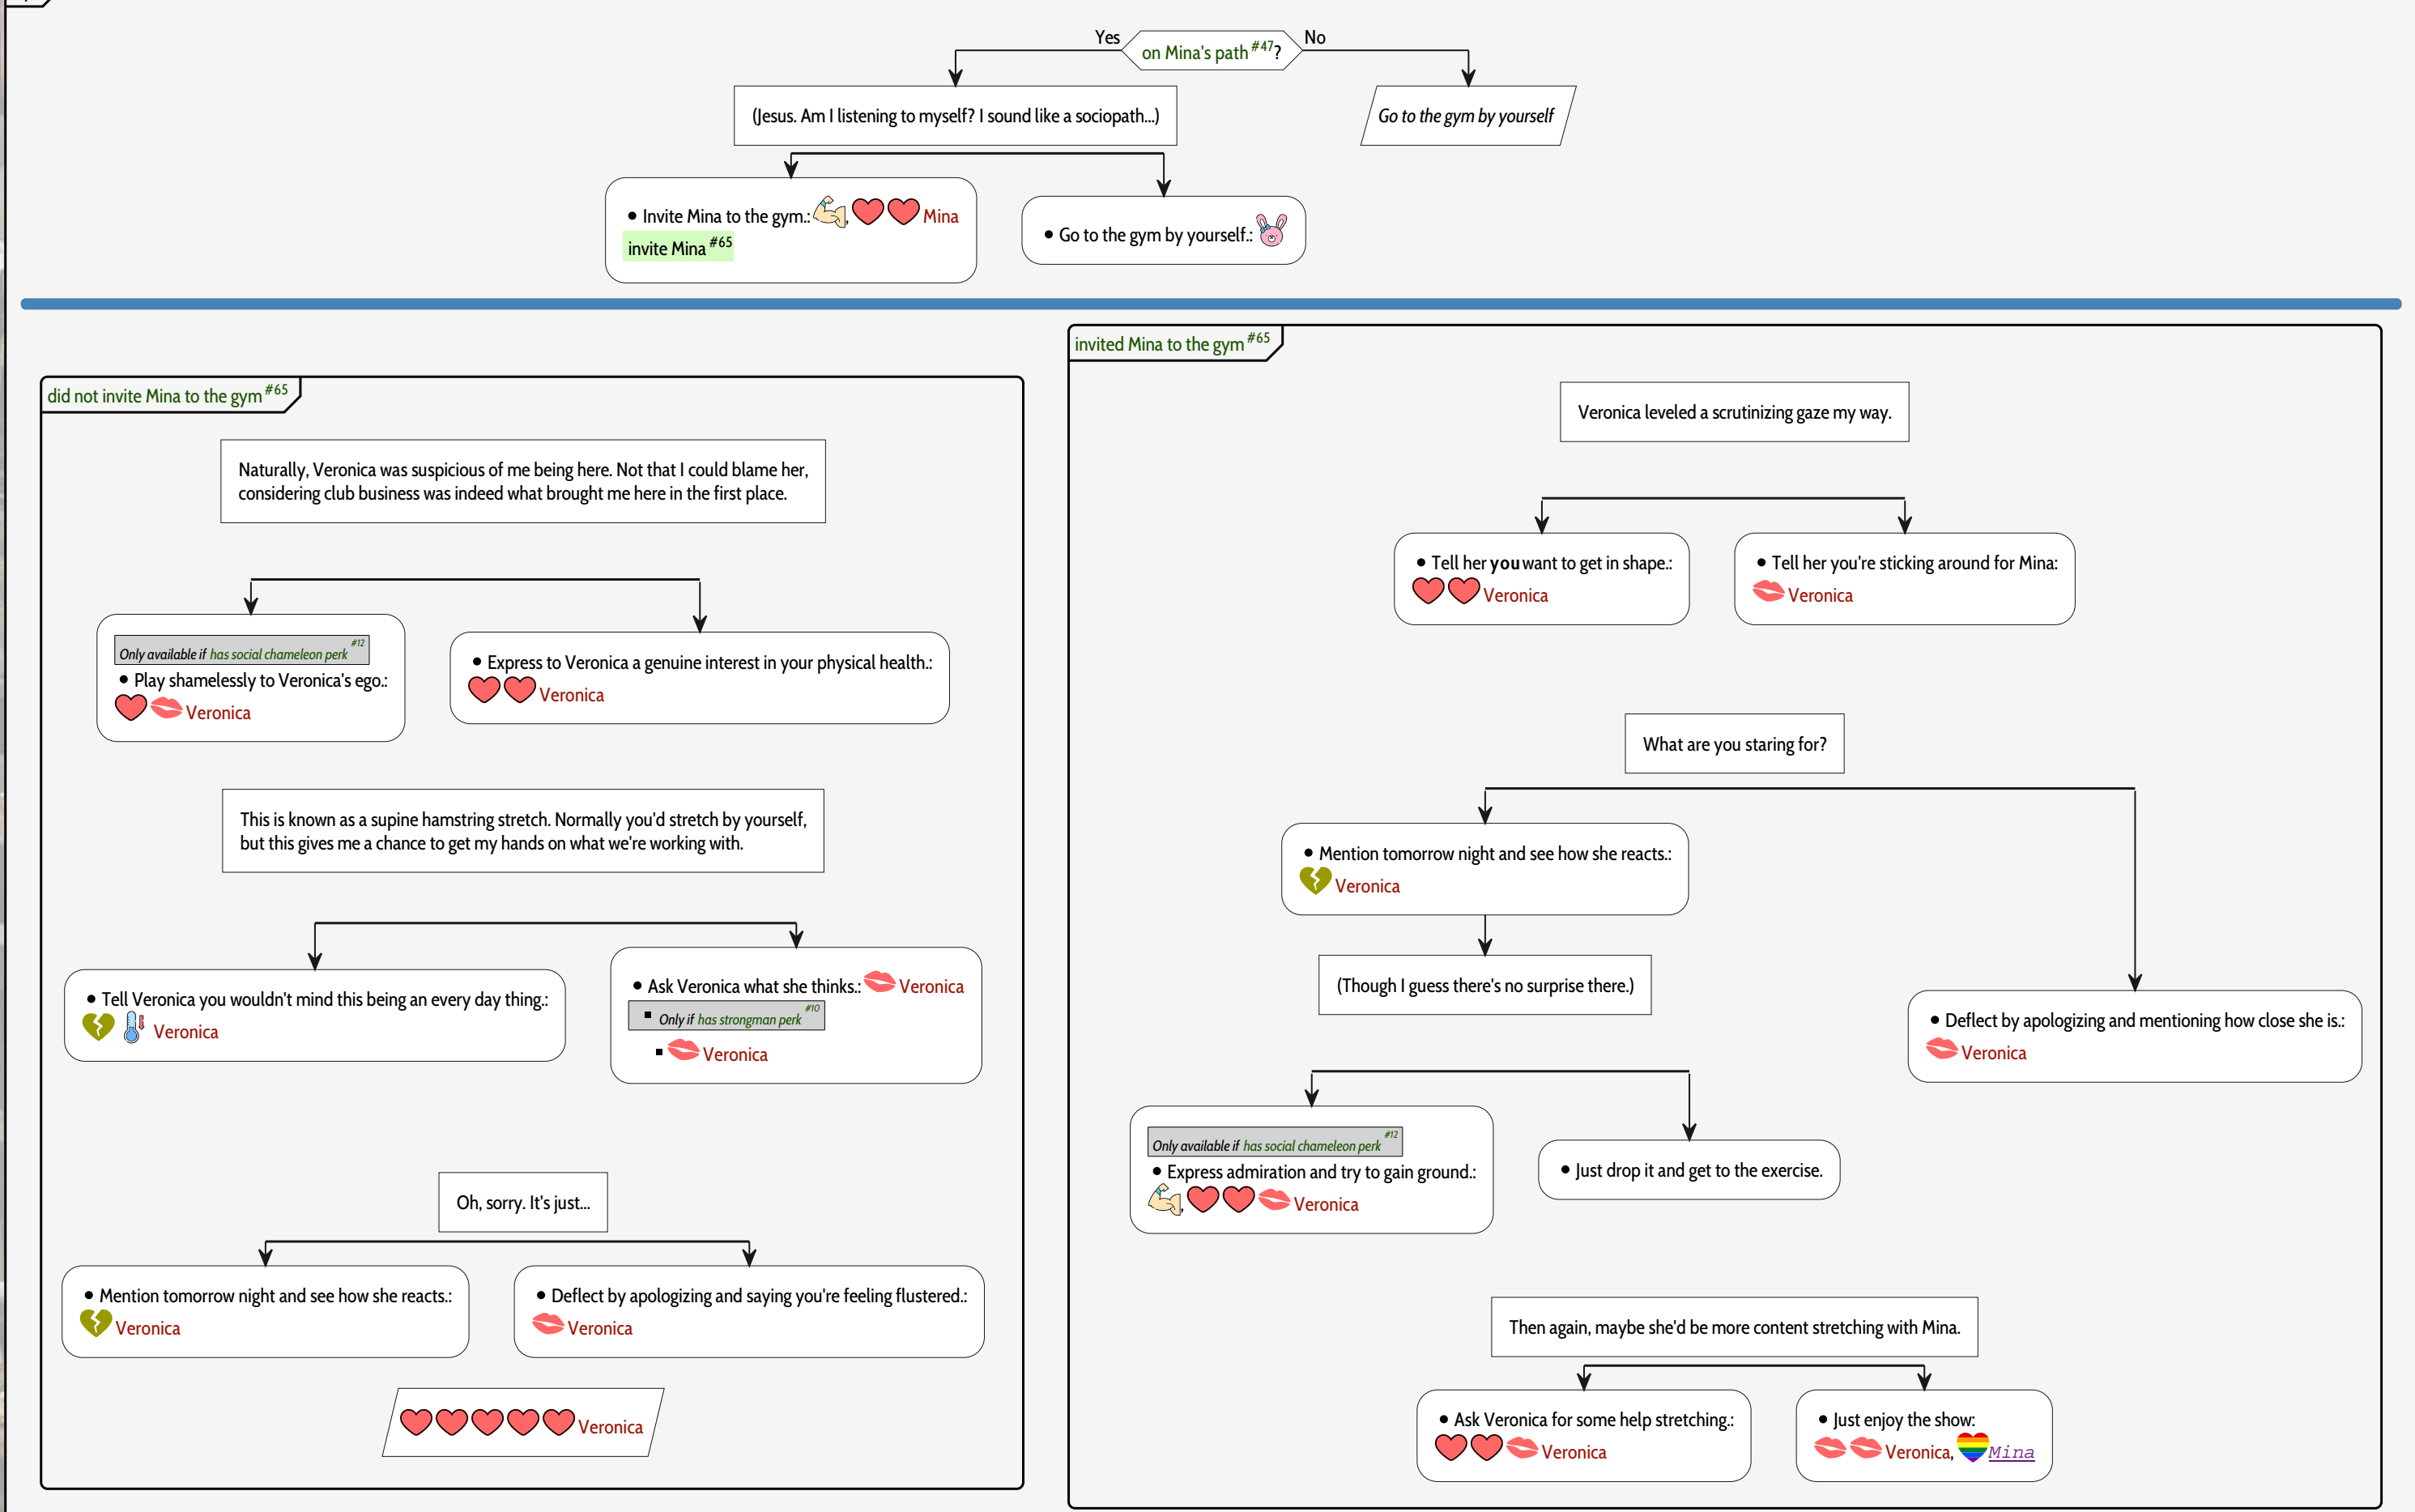 Yes
on Mina's path #47?
No
(Jesus. Am I listening to myself? I sound like a sociopath...)
Go to the gym by yourself
• Invite Mina to the gym.: , Mina
invite Mina #65
• Go to the gym by yourself.:
did not invite Mina to the gym #65
Naturally, Veronica was suspicious of me being here. Not that I could blame her,
considering club business was indeed what brought me here in the first place.
Only available if has social chameleon perk #12
• Play shamelessly to Veronica's ego.:
Veronica
• Express to Veronica a genuine interest in your physical health.:
Veronica
This is known as a supine hamstring stretch. Normally you'd stretch by yourself,
but this gives me a chance to get my hands on what we're working with.
• Tell Veronica you wouldn't mind this being an every day thing.:
Veronica
• Ask Veronica what she thinks.: Veronica
▪ Only if has strongman perk #10
▪ Veronica
Oh, sorry. It's just...
• Mention tomorrow night and see how she reacts.:
Veronica
• Deflect by apologizing and saying you're feeling flustered.:
Veronica
Veronica
invited Mina to the gym #65
Veronica leveled a scrutinizing gaze my way.
• Tell her you want to get in shape.:
Veronica
• Tell her you're sticking around for Mina:
Veronica
What are you staring for?
• Mention tomorrow night and see how she reacts.:
Veronica
(Though I guess there's no surprise there.)
• Deflect by apologizing and mentioning how close she is.:
Veronica
Only available if has social chameleon perk #12
• Express admiration and try to gain ground.:
, Veronica
• Just drop it and get to the exercise.
Then again, maybe she'd be more content stretching with Mina.
• Ask Veronica for some help stretching.:
Veronica
• Just enjoy the show:
Veronica, Mina